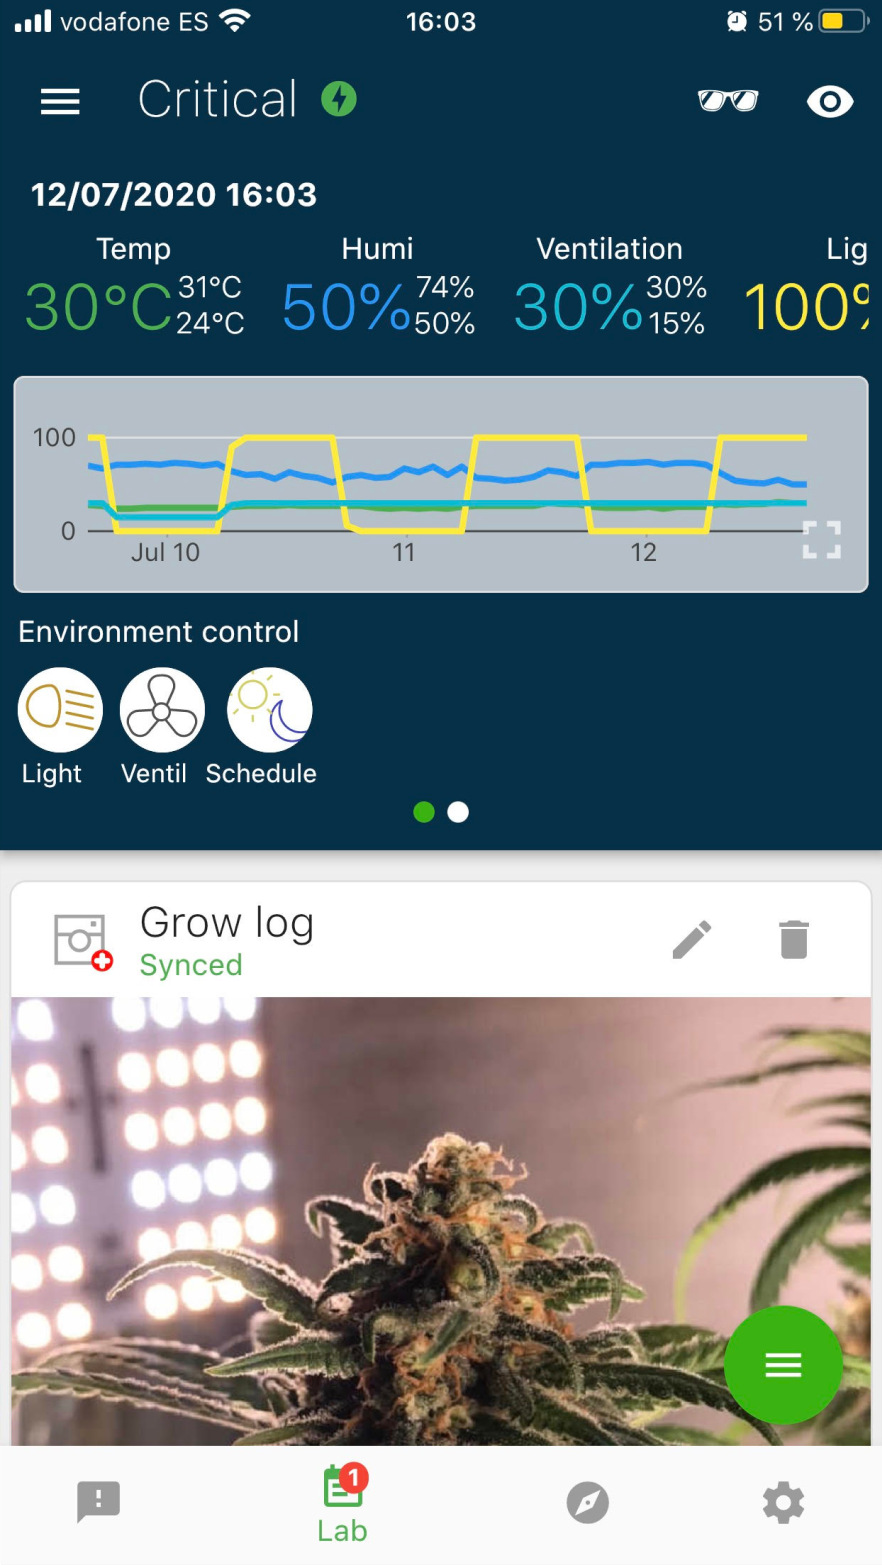 vodafone ES 16:03 51 %
Critical
12/07/2020 16:03
Temp Humi Ventilation Lig
30°C 31°C 24°C 50% 74% 50% 30% 30% 15% 100%
100
0
Jul 10 11 12
Environment control
Light Ventil Schedule
Grow log
Synced
1
Lab